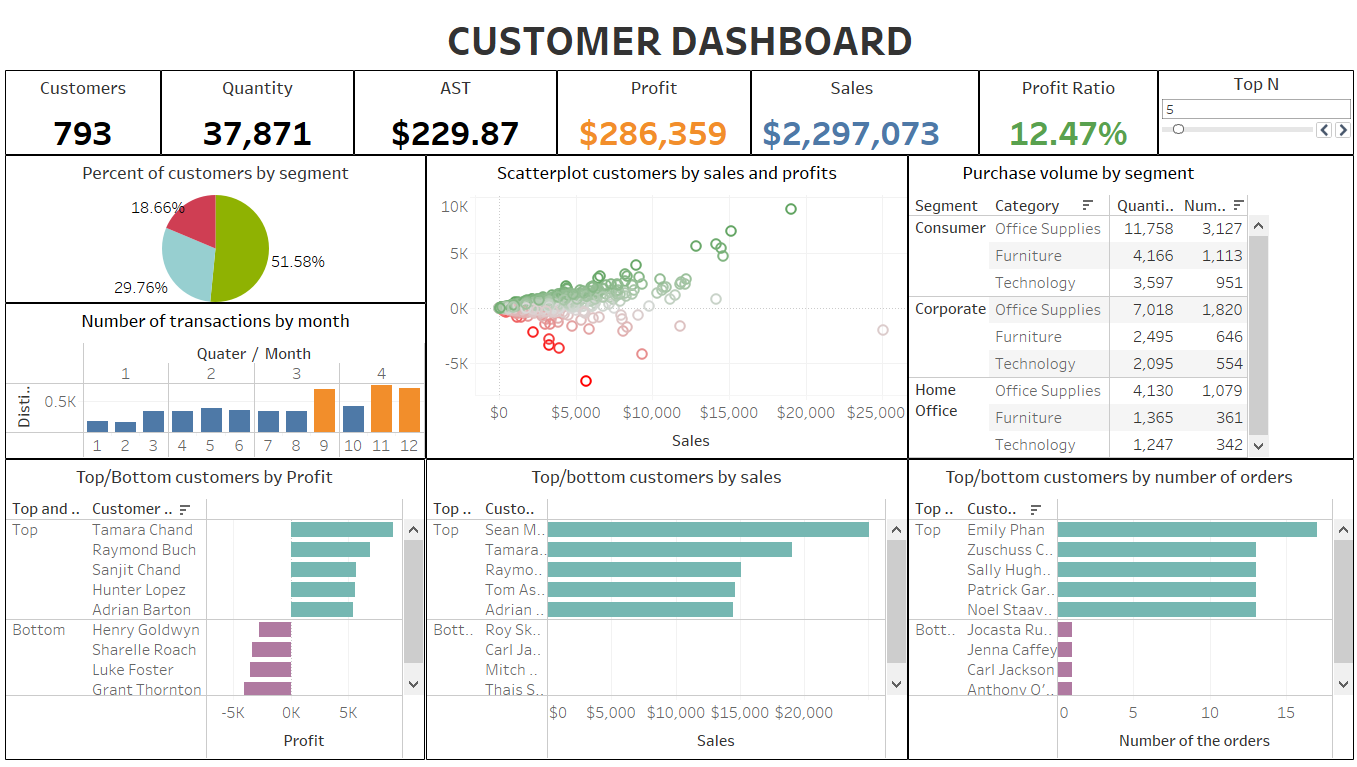 CUSTOMER DASHBOARD
Customers Quantity AST Profit Sales Profit Ratio Top N
793 37,871 $229.87 $286,359 $2,297,073 12.47% 5
Percent of customers by segment
18.66%
51.58%
29.76%
Number of transactions by month
Quater / Month
1 2 3 4
Disti..
0.5K
1 2 3 4 5 6 7 8 9 10 11 12
Scatterplot customers by sales and profits
10K
5K
0K
-5K
$0 $5,000 $10,000 $15,000 $20,000 $25,000
Sales
Purchase volume by segment
Segment Category Quanti.. Num..
Consumer Office Supplies 11,758 3,127
Furniture 4,166 1,113
Technology 3,597 951
Corporate Office Supplies 7,018 1,820
Furniture 2,495 646
Technology 2,095 554
Home Office Office Supplies 4,130 1,079
Furniture 1,365 361
Technology 1,247 342
Top/Bottom customers by Profit
Top and .. Customer ..
Top Tamara Chand
Raymond Buch
Sanjit Chand
Hunter Lopez
Adrian Barton
Bottom Henry Goldwyn
Sharelle Roach
Luke Foster
Grant Thornton
-5K 0K 5K
Profit
Top/bottom customers by sales
Top .. Custo..
Top Sean M..
Tamara..
Raymo..
Tom As..
Adrian ..
Bott.. Roy Sk..
Carl Ja..
Mitch ..
Thais S..
$0 $5,000 $10,000 $15,000 $20,000
Sales
Top/bottom customers by number of orders
Top .. Custo..
Top Emily Phan
Zuschuss C..
Sally Hugh..
Patrick Gar..
Noel Staav..
Bott.. Jocasta Ru..
Jenna Caffey
Carl Jackson
Anthony O'..
0 5 10 15
Number of the orders